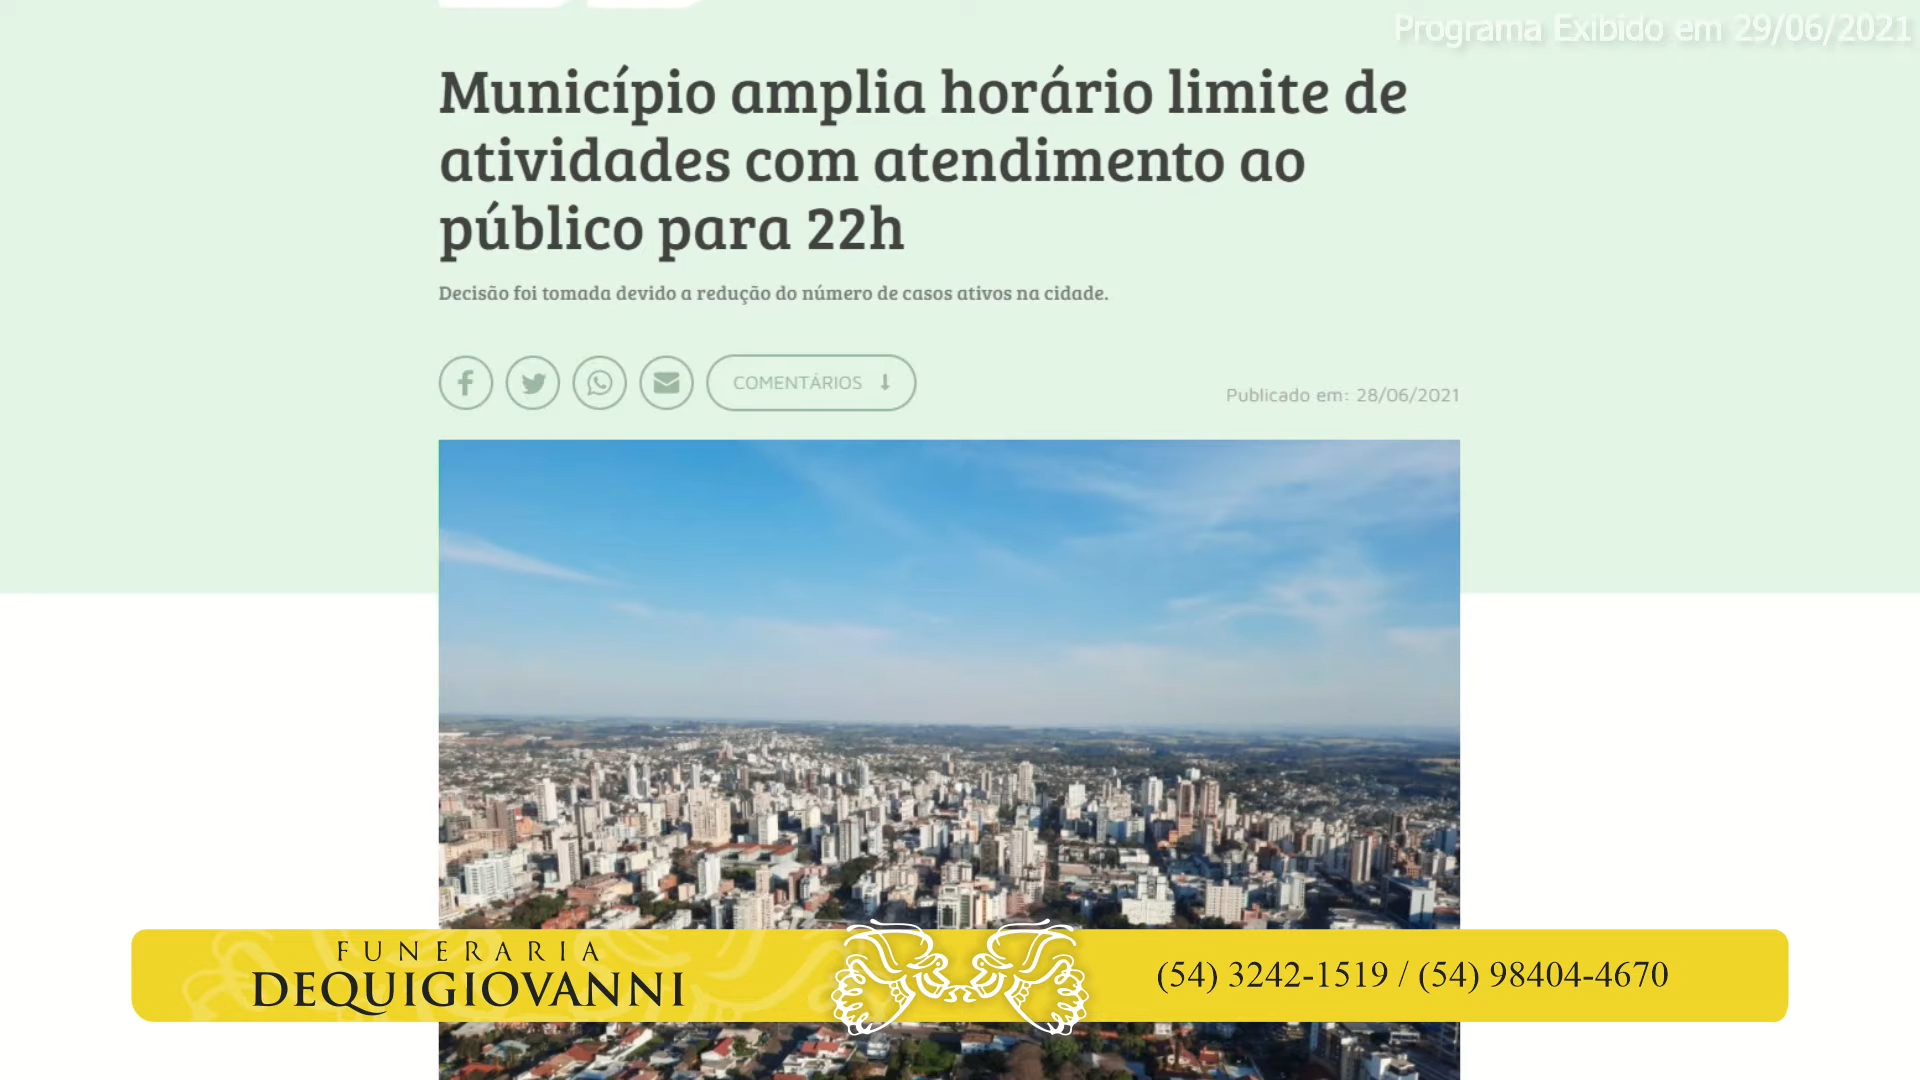 Programa Exibido em 29/06/2021
Município amplia horário limite de
atividades com atendimento ao
público para 22h
Decisão foi tomada devido a redução do número de casos ativos na cidade.
COMENTÁRIOS
Publicado em: 28/06/2021
FUNERARIA
DEQUIGIOVANNI
(54) 3242-1519 / (54) 98404-4670